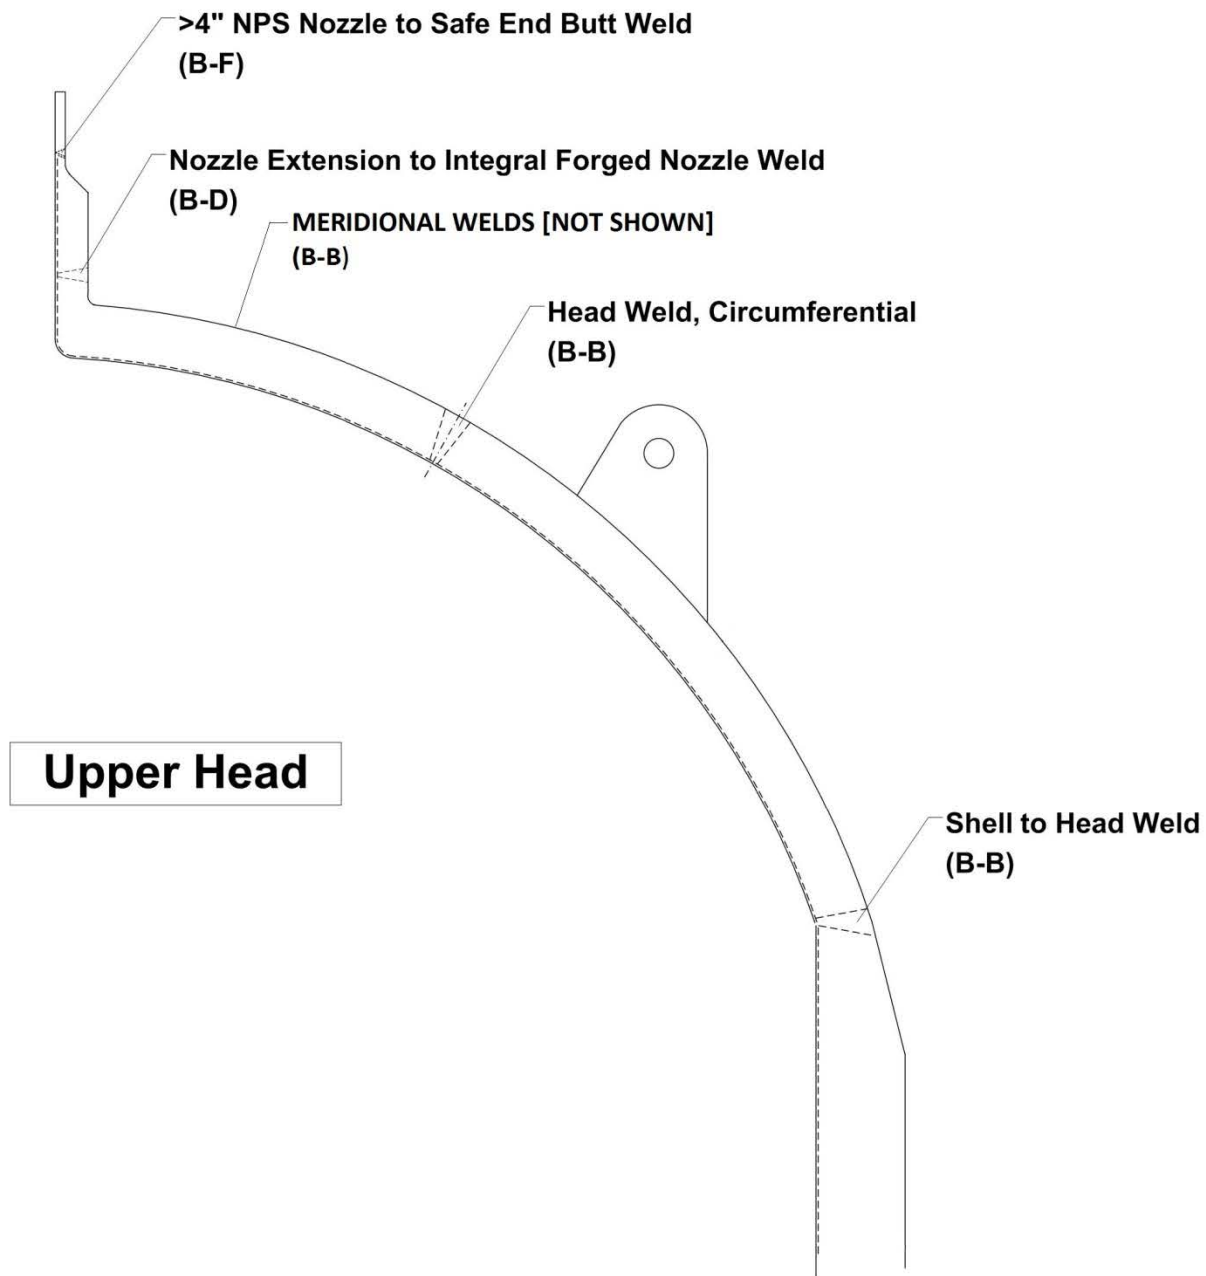 >4" NPS Nozzle to Safe End Butt Weld
(B-F)
Nozzle Extension to Integral Forged Nozzle Weld
(B-D)
MERIDIONAL WELDS [NOT SHOWN]
(B-B)
Head Weld, Circumferential
(B-B)
Upper Head
Shell to Head Weld
(B-B)